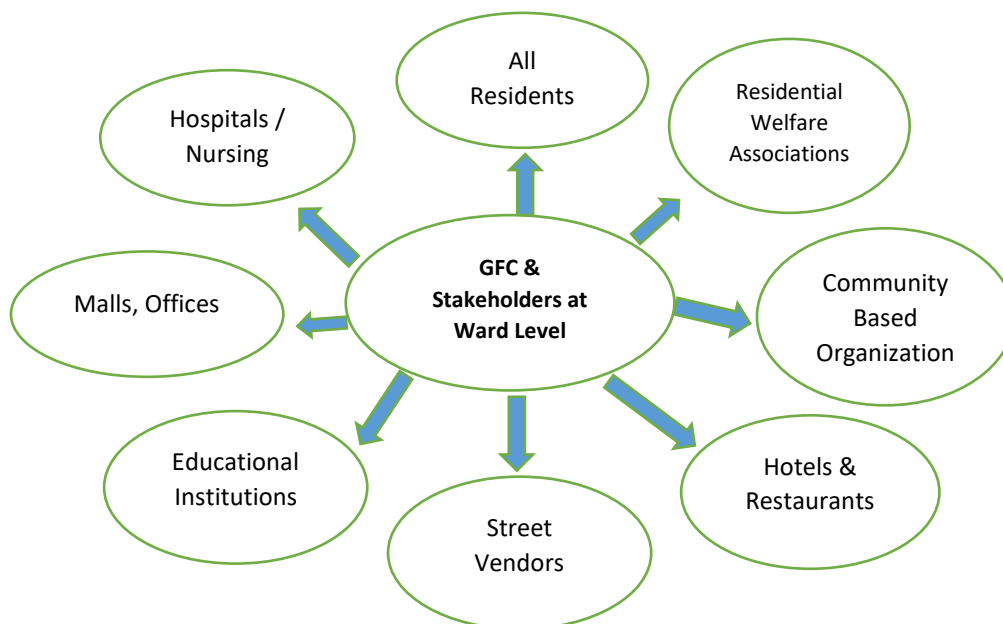 All
Residents
Residential
Welfare
Associations
Hospitals /
Nursing
GFC &
Stakeholders at
Ward Level
Malls, Offices
Community
Based
Organization
Educational
Institutions
Hotels &
Restaurants
Street
Vendors